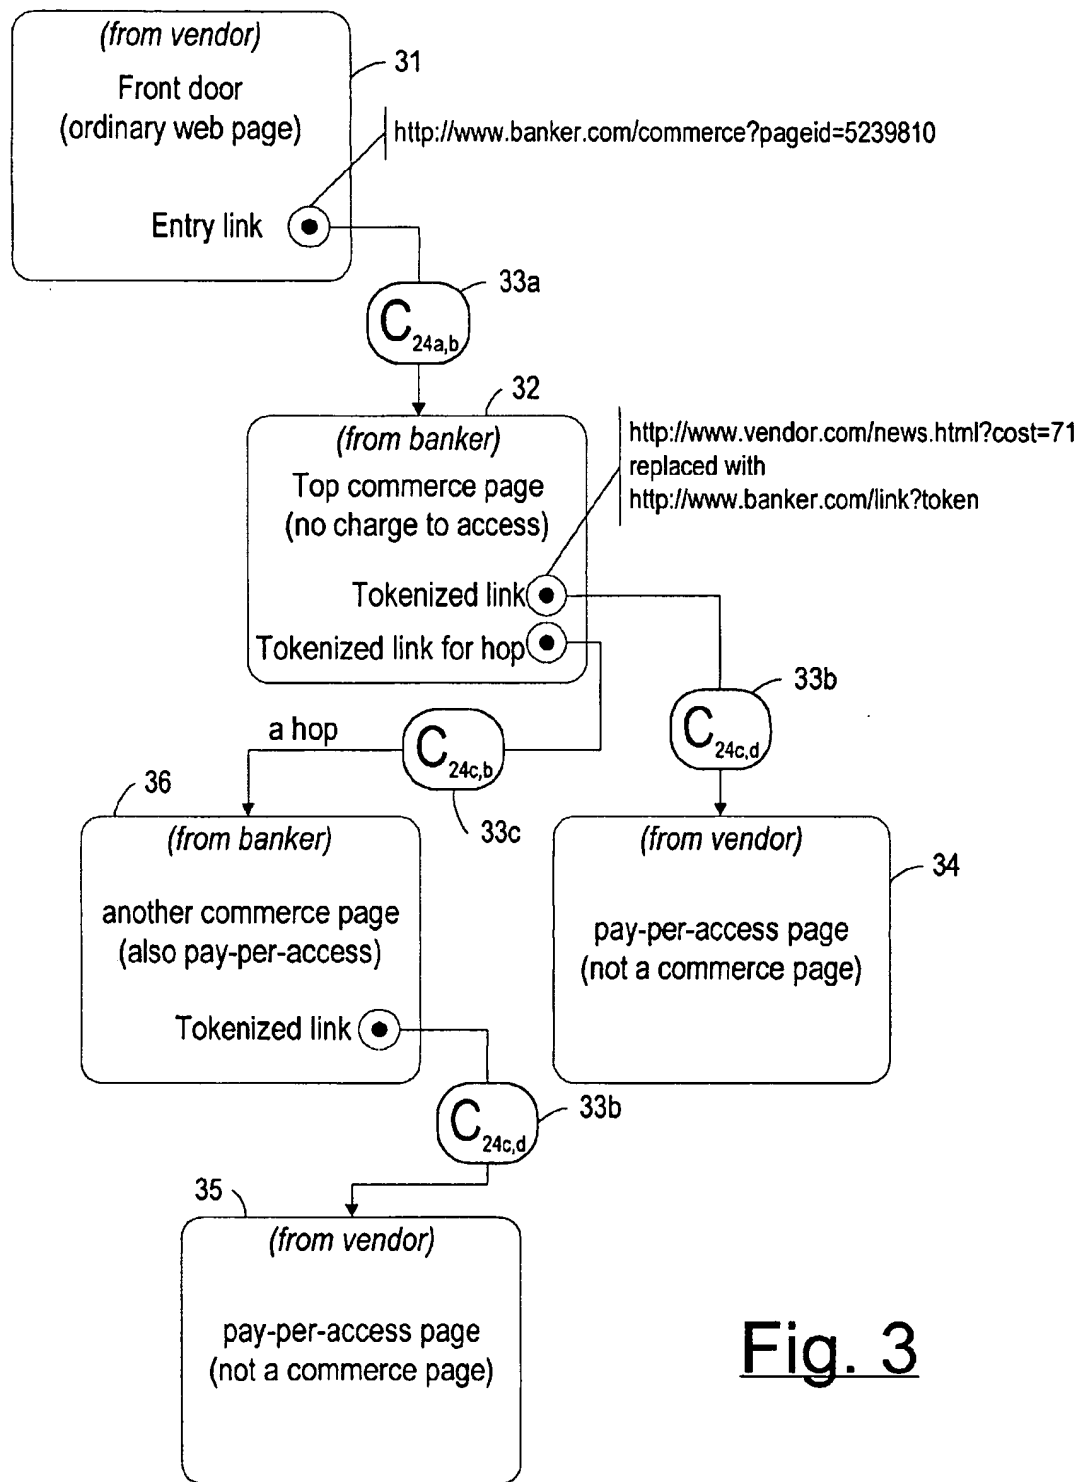 (from vendor)
Front door
(ordinary web page)
31
http://www.banker.com/commerce?pageid=5239810
Entry link
33a
C24a,b
32
(from banker)
Top commerce page
(no charge to access)
http://www.vendor.com/news.html?cost=71
replaced with
http://www.banker.com/link?token
Tokenized link
Tokenized link for hop
33b
C24c,d
a hop
C24c,b
33c
36
(from banker)
another commerce page
(also pay-per-access)
Tokenized link
(from vendor)
34
pay-per-access page
(not a commerce page)
33b
C24c,d
35
(from vendor)
pay-per-access page
(not a commerce page)
Fig. 3